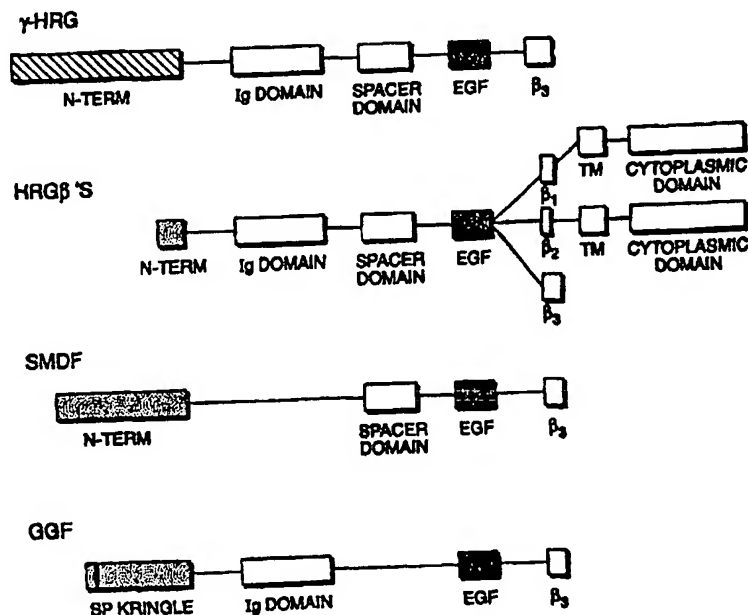 γ-HRG
N-TERM
Ig DOMAIN
SPACER
DOMAIN
EGF
β3
HRGβ'S
N-TERM
Ig DOMAIN
SPACER
DOMAIN
EGF
β1
TM
CYTOPLASMIC
DOMAIN
β2
TM
CYTOPLASMIC
DOMAIN
β3
SMDF
N-TERM
SPACER
DOMAIN
EGF
β3
GGF
SP KRINGLE
Ig DOMAIN
EGF
β3